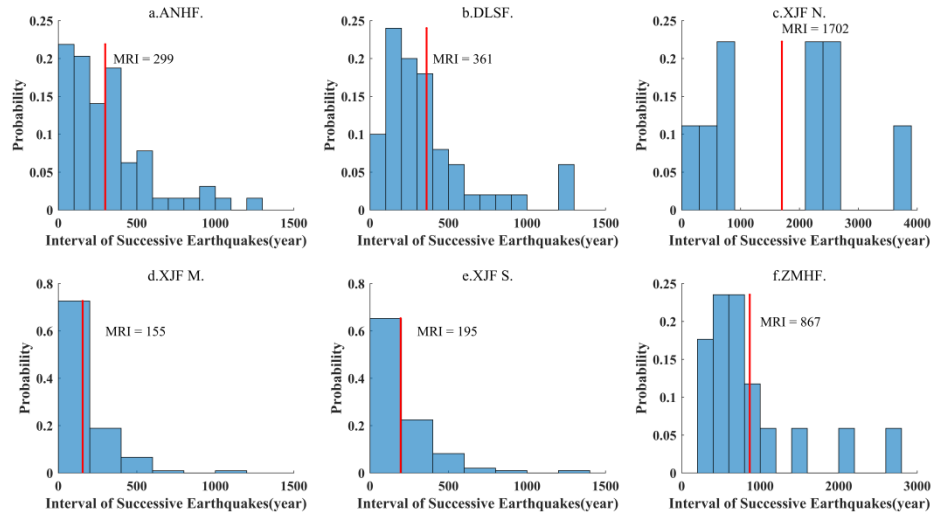 a.ANHF.
0.25
0.2
0.15
0.1
0.05
0
Probability
MRI = 299
0 500 1000 1500
Interval of Successive Earthquakes(year)
b.DLSF.
0.25
0.2
0.15
0.1
0.05
0
Probability
MRI = 361
0 500 1000 1500
Interval of Successive Earthquakes(year)
c.XJF N.
0.25
0.2
0.15
0.1
0.05
0
Probability
MRI = 1702
0 1000 2000 3000 4000
Interval of Successive Earthquakes(year)
d.XJF M.
0.8
0.6
0.4
0.2
0
Probability
MRI = 155
0 500 1000 1500
Interval of Successive Earthquakes(year)
e.XJF S.
0.8
0.6
0.4
0.2
0
Probability
MRI = 195
0 500 1000 1500
Interval of Successive Earthquakes(year)
f.ZMHF.
0.25
0.2
0.15
0.1
0.05
0
Probability
MRI = 867
0 1000 2000 3000
Interval of Successive Earthquakes(year)